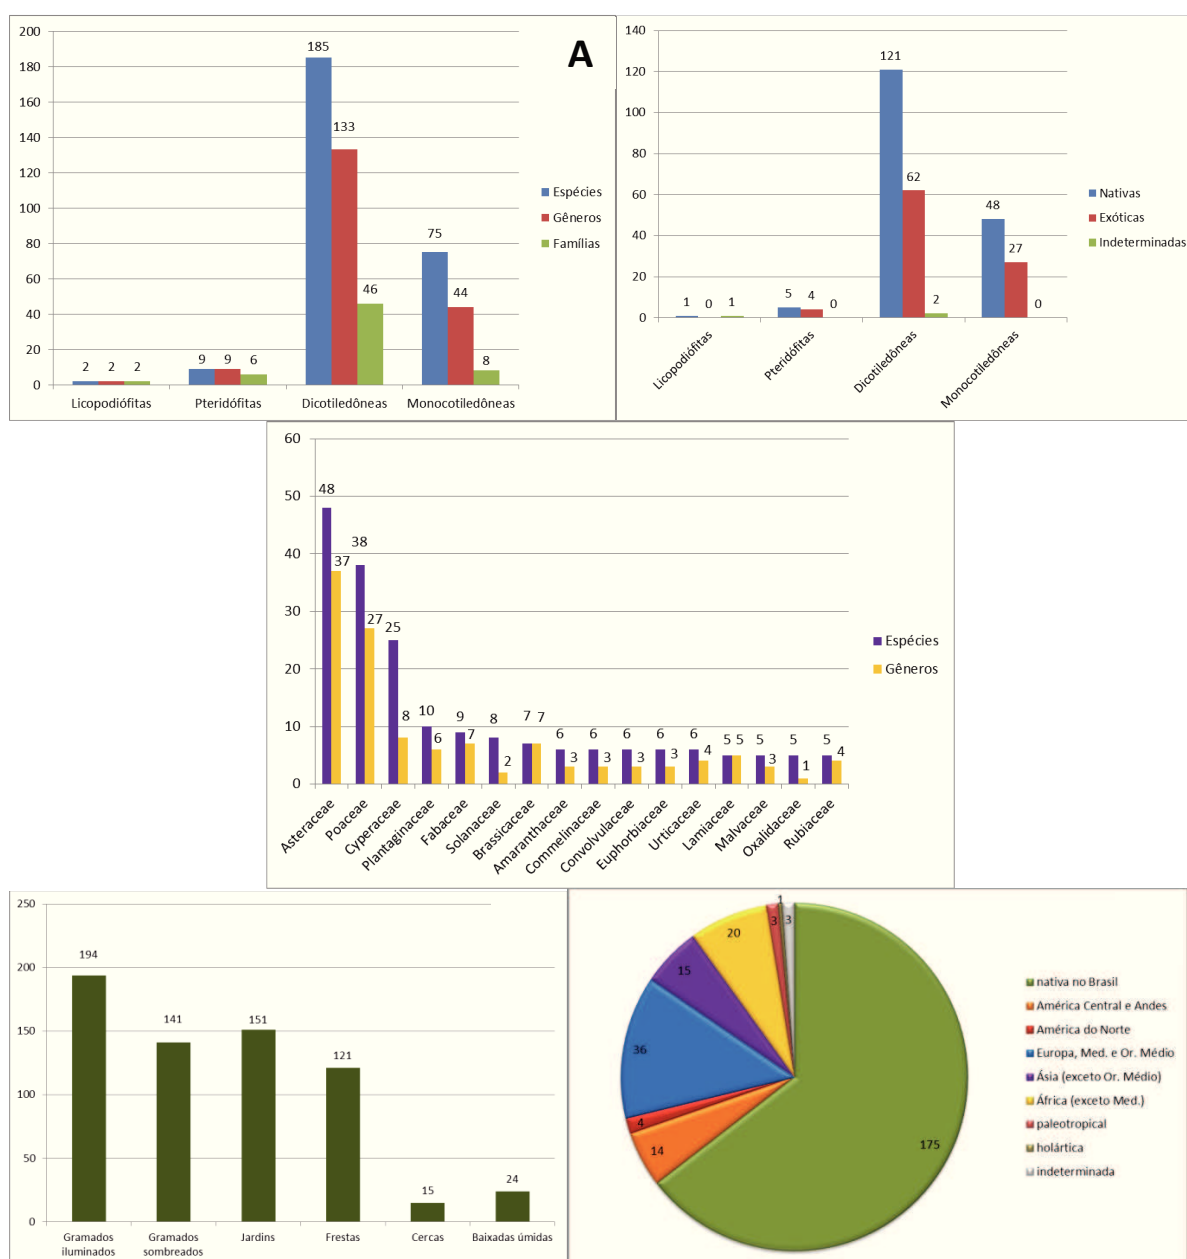 200
180
160
140
120
100
80
60
40
20
0
185
133
46
75
44
8
2 2 2
9 9 6
Licopodiófitas Pteridófitas Dicotiledôneas Monocotiledôneas
Espécies
Gêneros
Famílias
A
140
120
100
80
60
40
20
0
121
62
2
48
27
0
1 0 1
5 4 0
Licopodiófitas
Pteridófitas
Dicotiledôneas
Monocotiledôneas
Nativas
Exóticas
Indeterminadas
60
50
40
30
20
10
0
48
37
38
27
25
8
10
6
9
7
8
2
7 7
6
3
6
3
6
3
6
3
6
4
5 5
5
3
5
1
5
4
Asteraceae
Poaceae
Cyperaceae
Plantaginaceae
Fabaceae
Solanaceae
Brassicaceae
Amaranthaceae
Commelinaceae
Convolvulaceae
Euphorbiaceae
Urticaceae
Lamiaceae
Malvaceae
Oxalidaceae
Rubiaceae
Espécies
Gêneros
250
200
150
100
50
0
194
141
151
121
15
24
Gramados
iluminados
Gramados
sombreados
Jardins
Frestas
Cercas
Baixadas úmidas
1
3
3
20
15
36
4
14
175
nativa no Brasil
América Central e Andes
América do Norte
Europa, Med. e Or. Médio
Ásia (exceto Or. Médio)
África (exceto Med.)
paleotropical
holártica
indeterminada